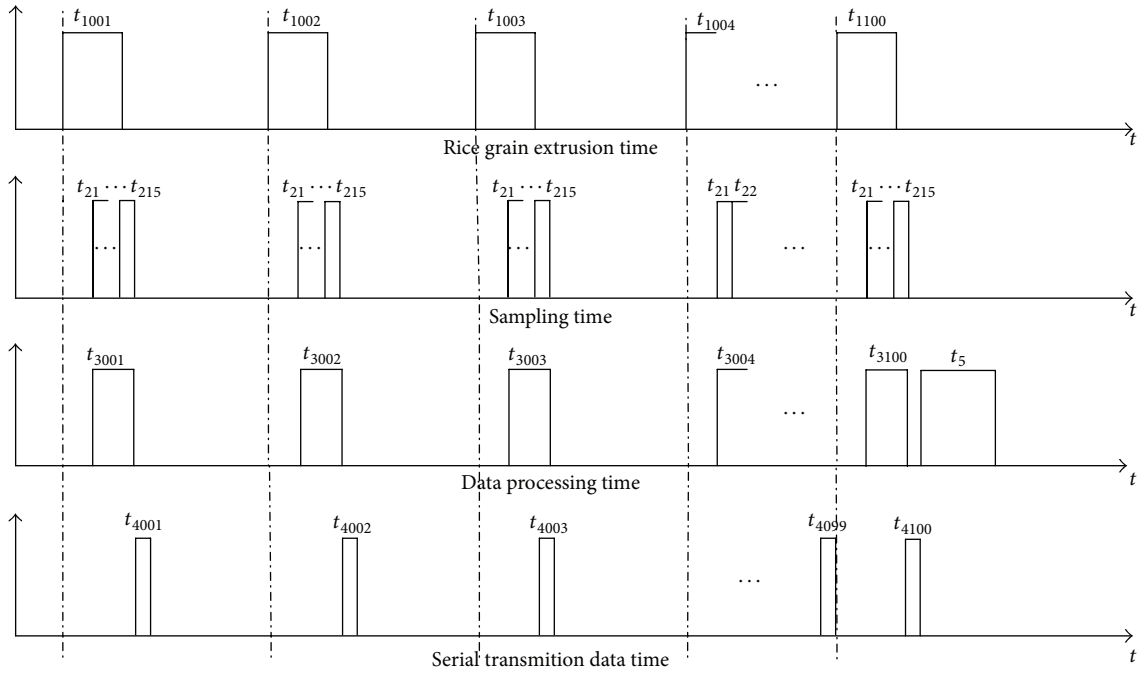 t1001 t1002 t1003 t1004 t1100
...
t
Rice grain extrusion time
t21 ... t215 t21 ... t215 t21 ... t215 t21 t22 t21 ... t215
... ... ... ... ...
t
Sampling time
t3001 t3002 t3003 t3004 t3100 t5
...
t
Data processing time
t4001 t4002 t4003 t4099 t4100
...
t
Serial transmition data time